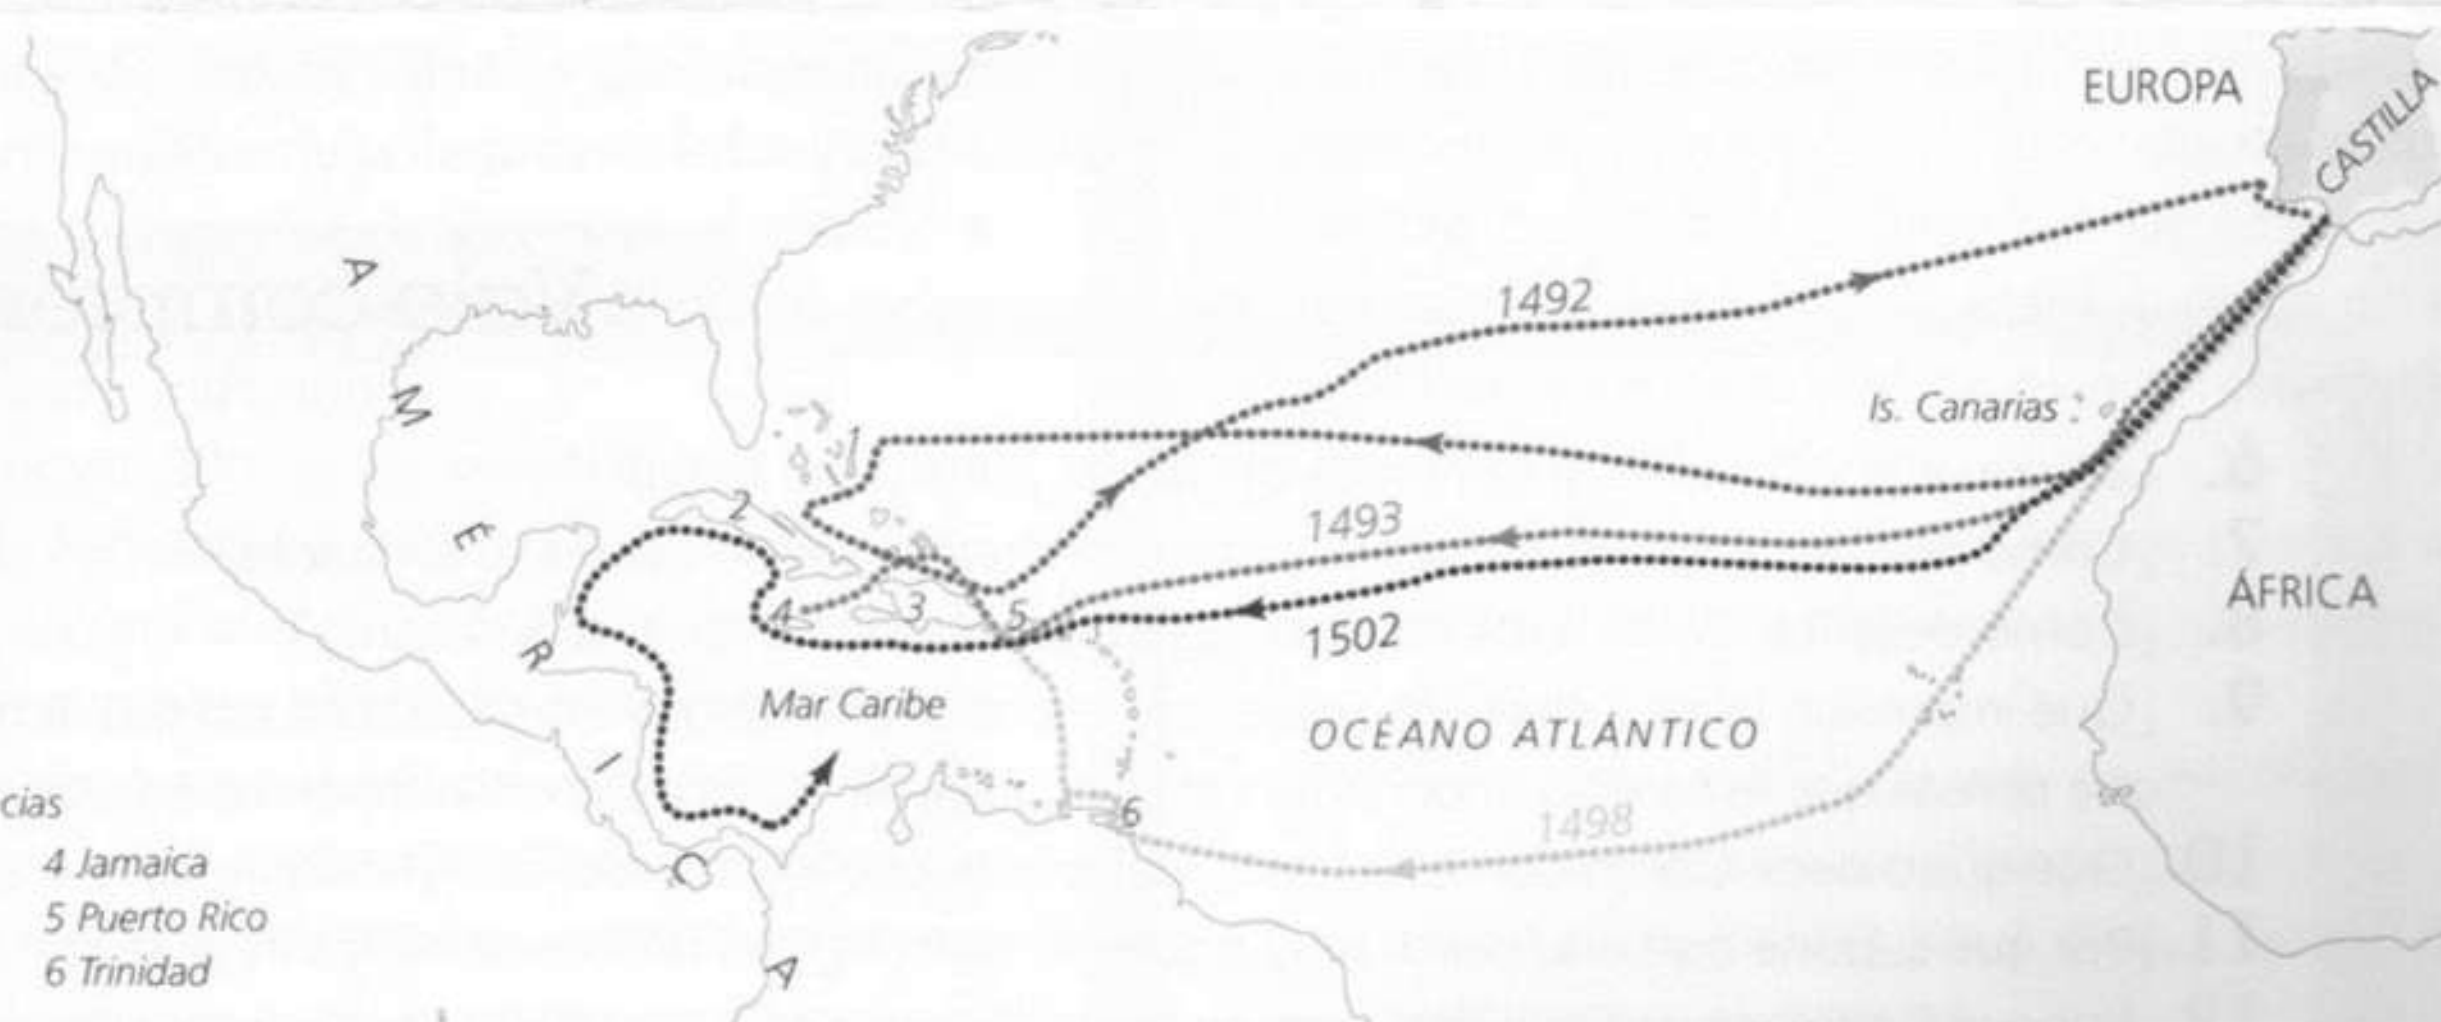 EUROPA
CASTILLA
1492
Is. Canarias
1
2
1493
4
3
5
1502
ÁFRICA
Mar Caribe
OCÉANO ATLÁNTICO
6
1498
AMÉRICA
cias
4 Jamaica
5 Puerto Rico
6 Trinidad